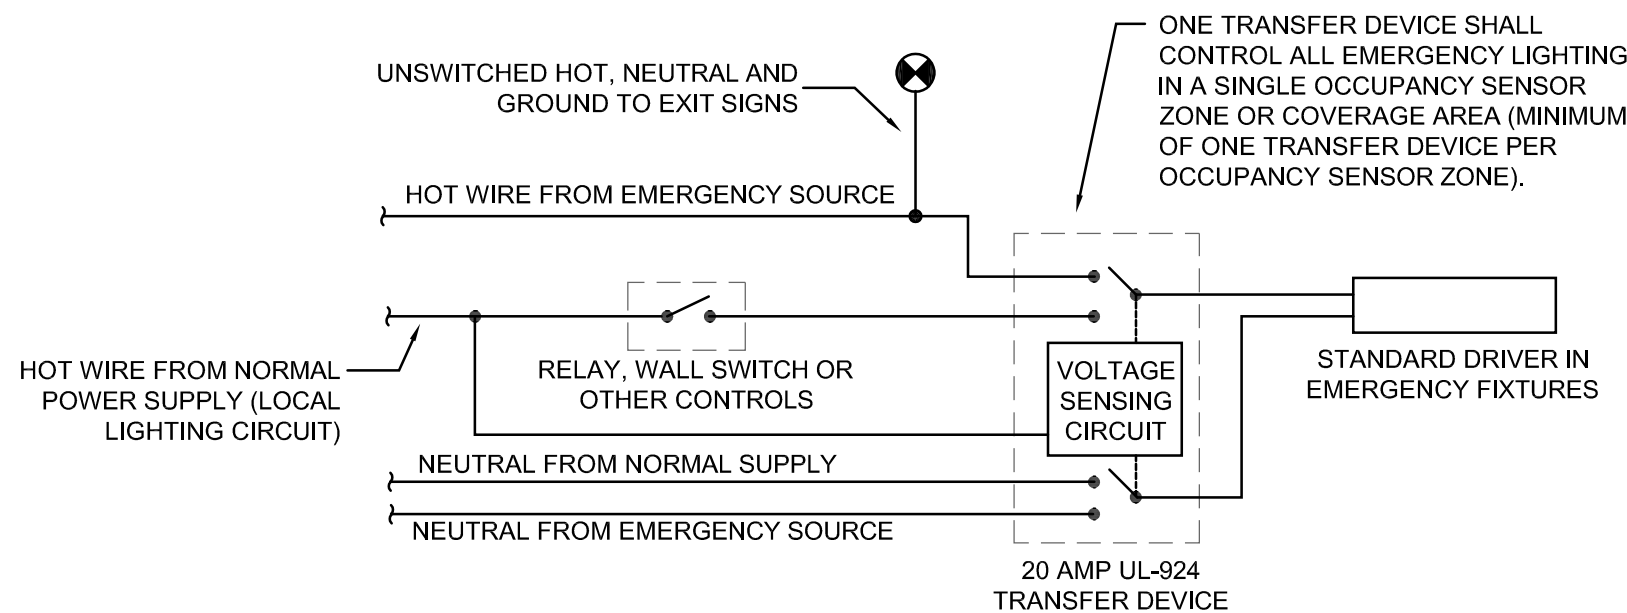 ONE TRANSFER DEVICE SHALL
CONTROL ALL EMERGENCY LIGHTING
IN A SINGLE OCCUPANCY SENSOR
ZONE OR COVERAGE AREA (MINIMUM
OF ONE TRANSFER DEVICE PER
OCCUPANCY SENSOR ZONE).
UNSWITCHED HOT, NEUTRAL AND
GROUND TO EXIT SIGNS
HOT WIRE FROM EMERGENCY SOURCE
HOT WIRE FROM NORMAL
POWER SUPPLY (LOCAL
LIGHTING CIRCUIT)
RELAY, WALL SWITCH OR
OTHER CONTROLS
VOLTAGE
SENSING
CIRCUIT
STANDARD DRIVER IN
EMERGENCY FIXTURES
NEUTRAL FROM NORMAL SUPPLY
NEUTRAL FROM EMERGENCY SOURCE
20 AMP UL-924
TRANSFER DEVICE